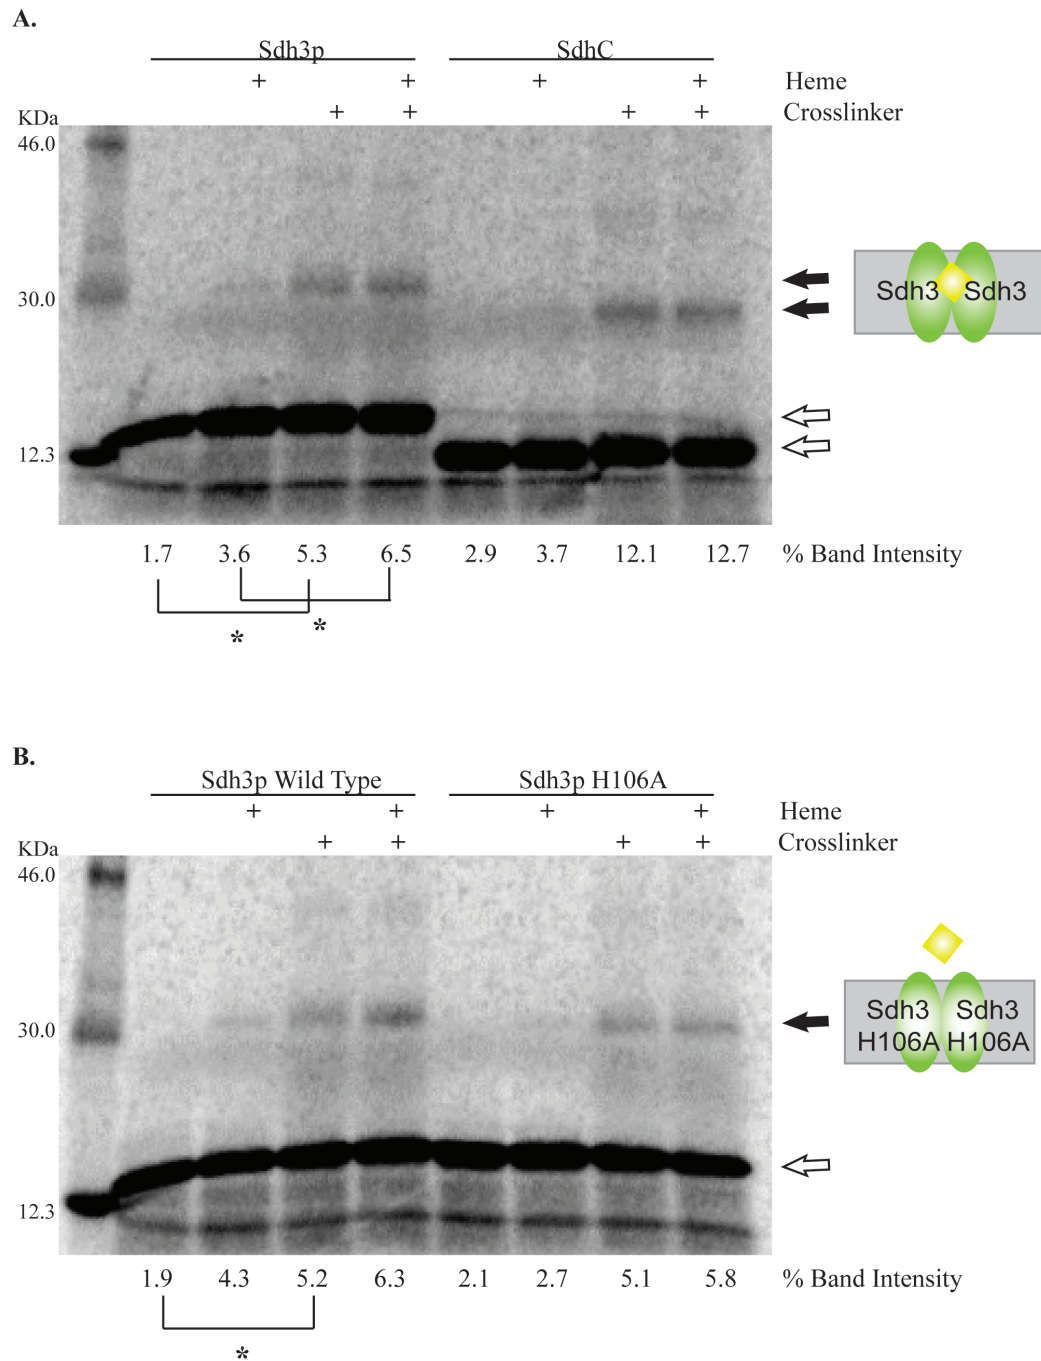 A.
Sdh3p SdhC
+ + + + Heme
KDa + + + + Crosslinker
46.0
30.0
Sdh3 Sdh3
12.3
1.7 3.6 5.3 6.5 2.9 3.7 12.1 12.7 % Band Intensity
* *
B.
Sdh3p Wild Type Sdh3p H106A
+ + + + Heme
KDa + + + + Crosslinker
46.0
Sdh3 Sdh3
30.0
H106A H106A
12.3
1.9 4.3 5.2 6.3 2.1 2.7 5.1 5.8 % Band Intensity
*